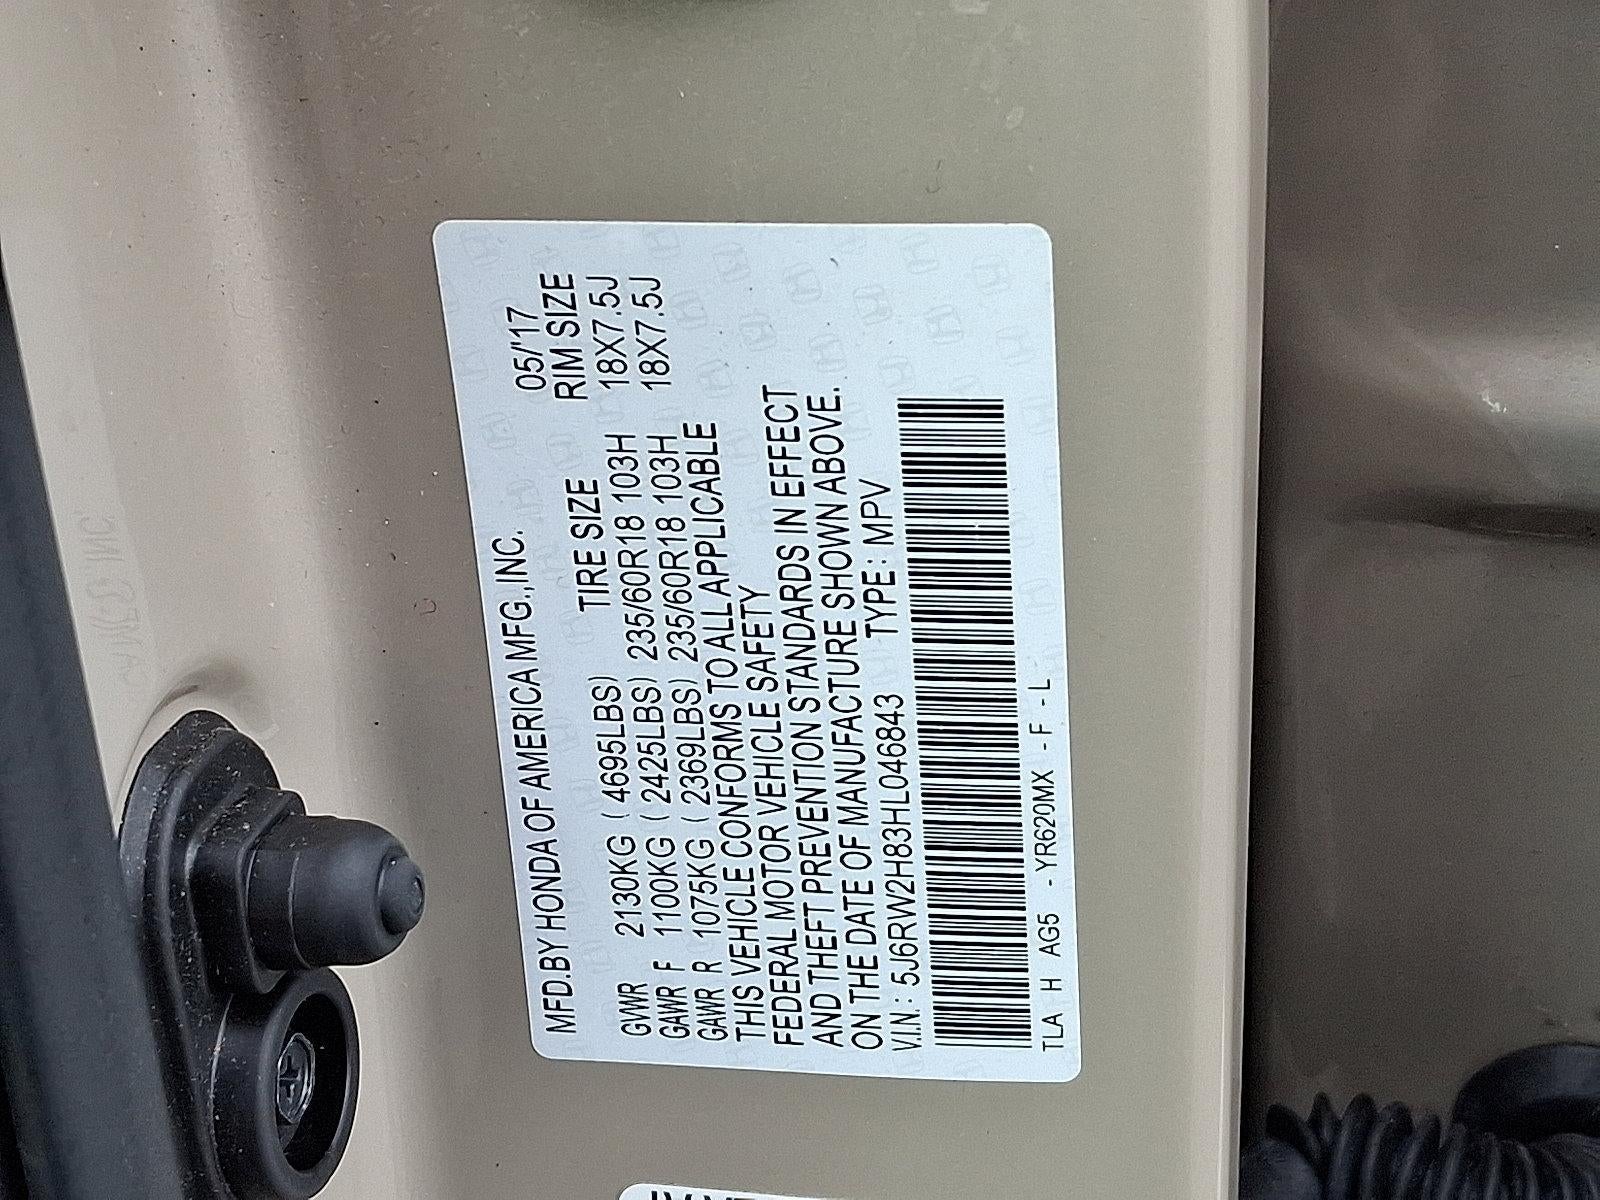 MFD.BY HONDA OF AMERICA MFG.,INC. 05/'17
TIRE SIZE RIM SIZE
GVWR 2130KG ( 4695LBS)
GAWR F 1100KG ( 2425LBS) 235/60R18 103H 18X7.5J
GAWR R 1075KG ( 2369LBS) 235/60R18 103H 18X7.5J
THIS VEHICLE CONFORMS TO ALL APPLICABLE
FEDERAL MOTOR VEHICLE SAFETY
AND THEFT PREVENTION STANDARDS IN EFFECT
ON THE DATE OF MANUFACTURE SHOWN ABOVE.
V.I.N.: 5J6RW2H83HL046843 TYPE: MPV
TLA H AG5 - YR620MX - F - L